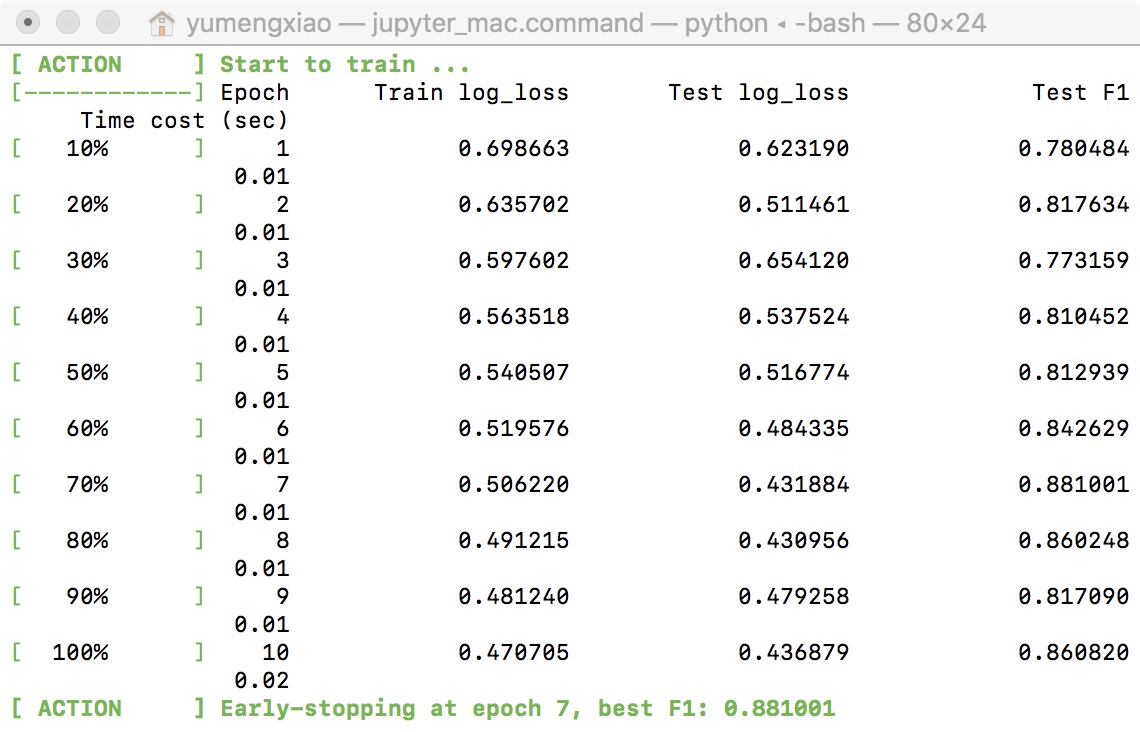 yumengxiao — jupyter_mac.command — python ◂ -bash — 80×24
[ ACTION     ] Start to train ...
[------------] Epoch      Train log_loss       Test log_loss             Test F1
     Time cost (sec)
[   10%      ]     1            0.698663            0.623190            0.780484
                0.01
[   20%      ]     2            0.635702            0.511461            0.817634
                0.01
[   30%      ]     3            0.597602            0.654120            0.773159
                0.01
[   40%      ]     4            0.563518            0.537524            0.810452
                0.01
[   50%      ]     5            0.540507            0.516774            0.812939
                0.01
[   60%      ]     6            0.519576            0.484335            0.842629
                0.01
[   70%      ]     7            0.506220            0.431884            0.881001
                0.01
[   80%      ]     8            0.491215            0.430956            0.860248
                0.01
[   90%      ]     9            0.481240            0.479258            0.817090
                0.01
[  100%      ]    10            0.470705            0.436879            0.860820
                0.02
[ ACTION     ] Early-stopping at epoch 7, best F1: 0.881001